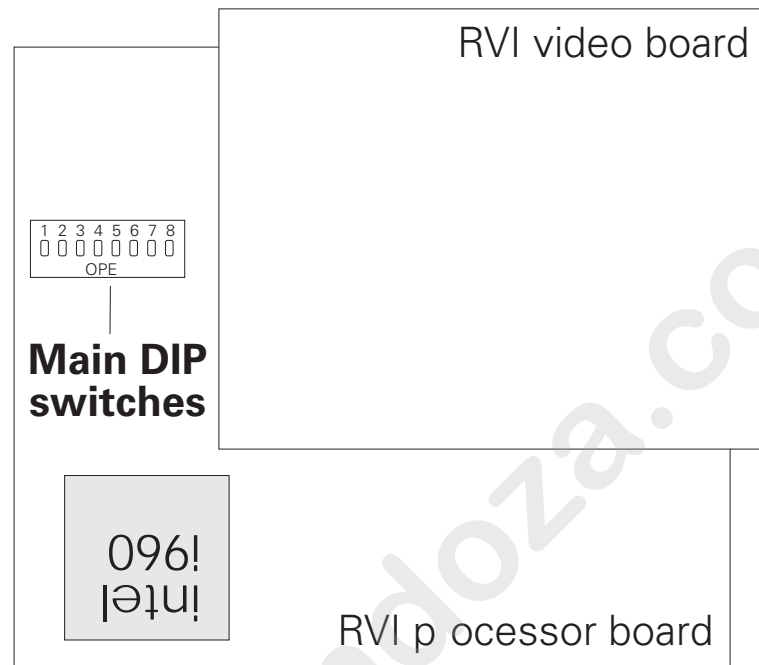 RVI video board
1 2 3 4 5 6 7 8
OPE
Main DIP
switches
i960
intel
RVI p ocessor board